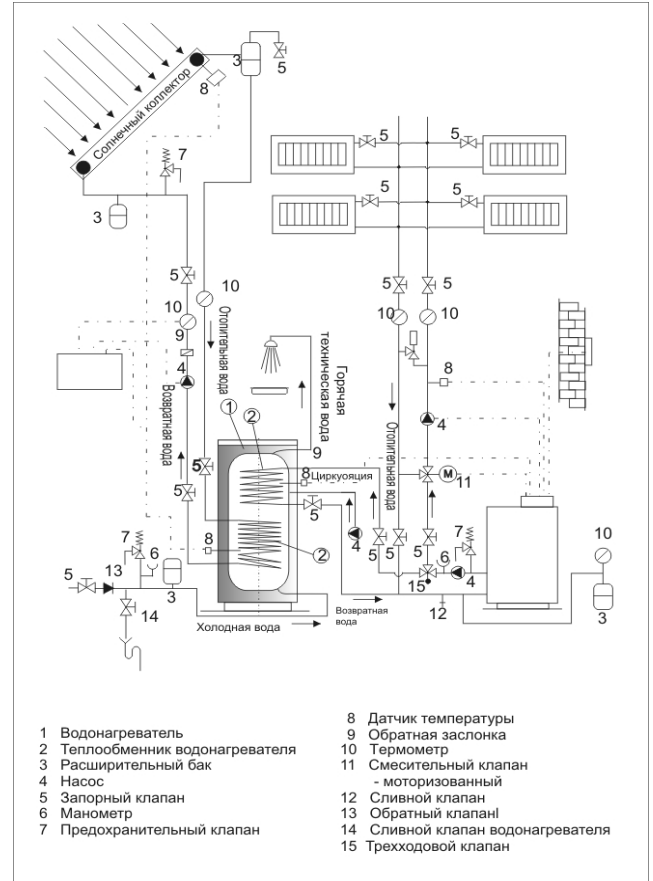 3
5
8
Солнечный коллектор
7
3
5
5
5
5
5
10
10
9
4
Отопительная вода
Возвратная вода
Горячая
техническая вода
1
2
9
5
8
Циркуояция
5
5
8
2
4
5
5
10
10
8
4
Отопительная вода
M
11
5
5
5
7
6
4
15
12
10
3
7
6
5
13
3
14
Холодная вода
Возвратная
вода
1 Водонагреватель
2 Теплообменник водонагревателя
3 Расширительный бак
4 Насос
5 Запорный клапан
6 Манометр
7 Предохранительный клапан
8 Датчик температуры
9 Обратная заслонка
10 Термометр
11 Смесительный клапан
- моторизованный
12 Сливной клапан
13 Обратный клапанl
14 Сливной клапан водонагревателя
15 Трехходовой клапан